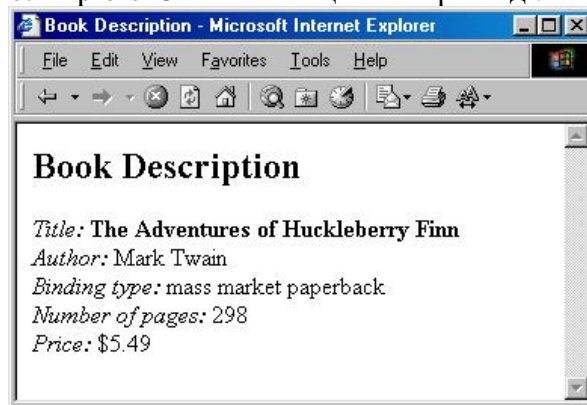 Book Description - Microsoft Internet Explorer
File Edit View Favorites Tools Help
Book Description
Title: The Adventures of Huckleberry Finn
Author: Mark Twain
Binding type: mass market paperback
Number of pages: 298
Price: $5.49